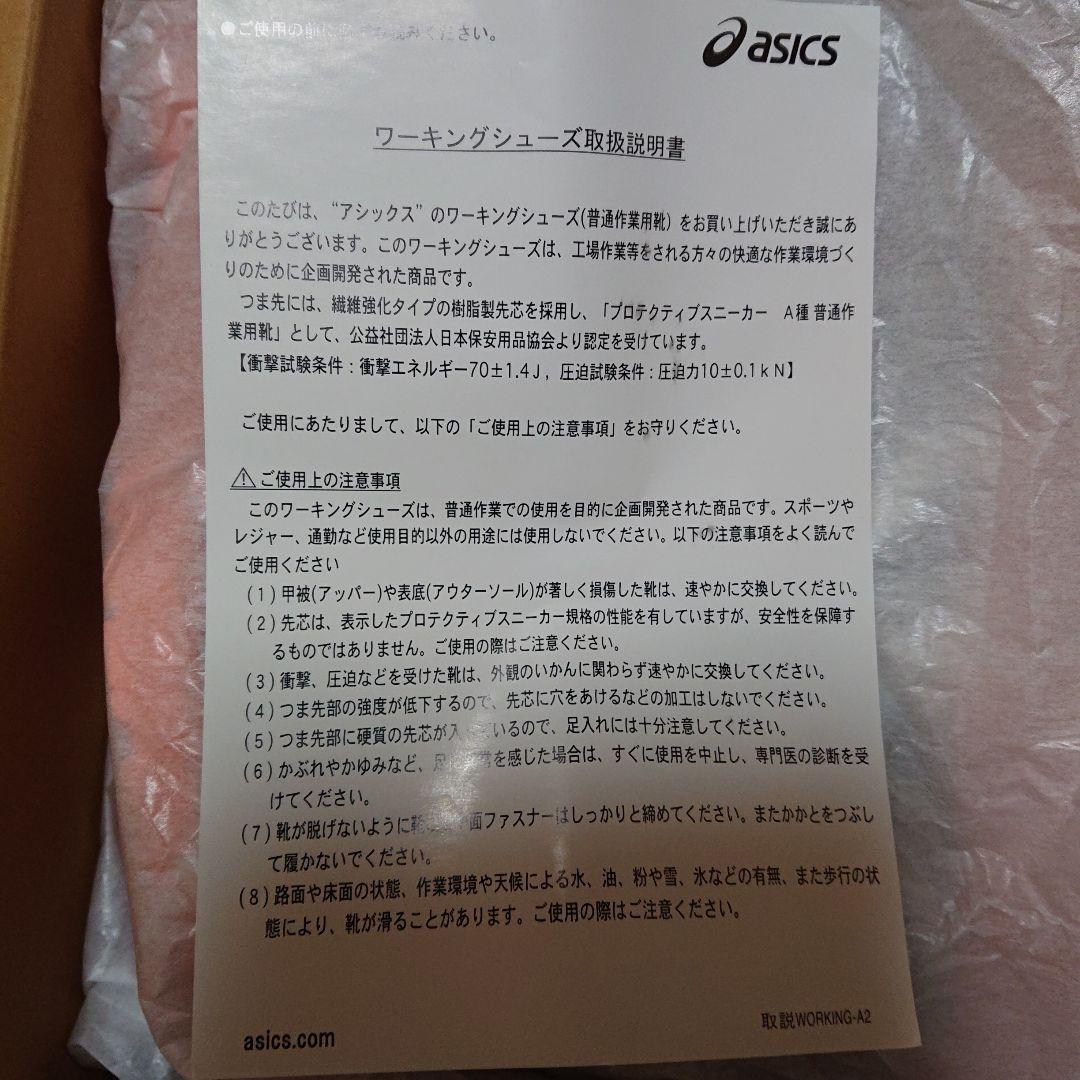 ●ご使用の前に必ずお読みください。
asics
ワーキングシューズ取扱説明書
このたびは、“アシックス”のワーキングシューズ(普通作業用靴)をお買い上げいただき誠にあ
りがとうございます。このワーキングシューズは、工場作業等をされる方々の快適な作業環境づく
りのために企画開発された商品です。
つま先には、繊維強化タイプの樹脂製先芯を採用し、「プロテクティブスニーカー　A種 普通作
業用靴」として、公益社団法人日本保安用品協会より認定を受けています。
【衝撃試験条件：衝撃エネルギー70±1.4J，圧迫試験条件：圧迫力10±0.1kN】
ご使用にあたりまして、以下の「ご使用上の注意事項」をお守りください。
⚠ご使用上の注意事項
このワーキングシューズは、普通作業での使用を目的に企画開発された商品です。スポーツや
レジャー、通勤など使用目的以外の用途には使用しないでください。以下の注意事項をよく読んで
ご使用ください
(1)甲被(アッパー)や表底(アウターソール)が著しく損傷した靴は、速やかに交換してください。
(2)先芯は、表示したプロテクティブスニーカー規格の性能を有していますが、安全性を保障す
るものではありません。ご使用の際はご注意ください。
(3)衝撃、圧迫などを受けた靴は、外観のいかんに関わらず速やかに交換してください。
(4)つま先部の強度が低下するので、先芯に穴をあけるなどの加工はしないでください。
(5)つま先部に硬質の先芯が入っているので、足入れには十分注意してください。
(6)かぶれやかゆみなど、足に異常を感じた場合は、すぐに使用を中止し、専門医の診断を受
けてください。
(7)靴が脱げないように靴 面ファスナーはしっかりと締めてください。またかかとをつぶし
て履かないでください。
(8)路面や床面の状態、作業環境や天候による水、油、粉や雪、氷などの有無、また歩行の状
態により、靴が滑ることがあります。ご使用の際はご注意ください。
asics.com
取説WORKING-A2